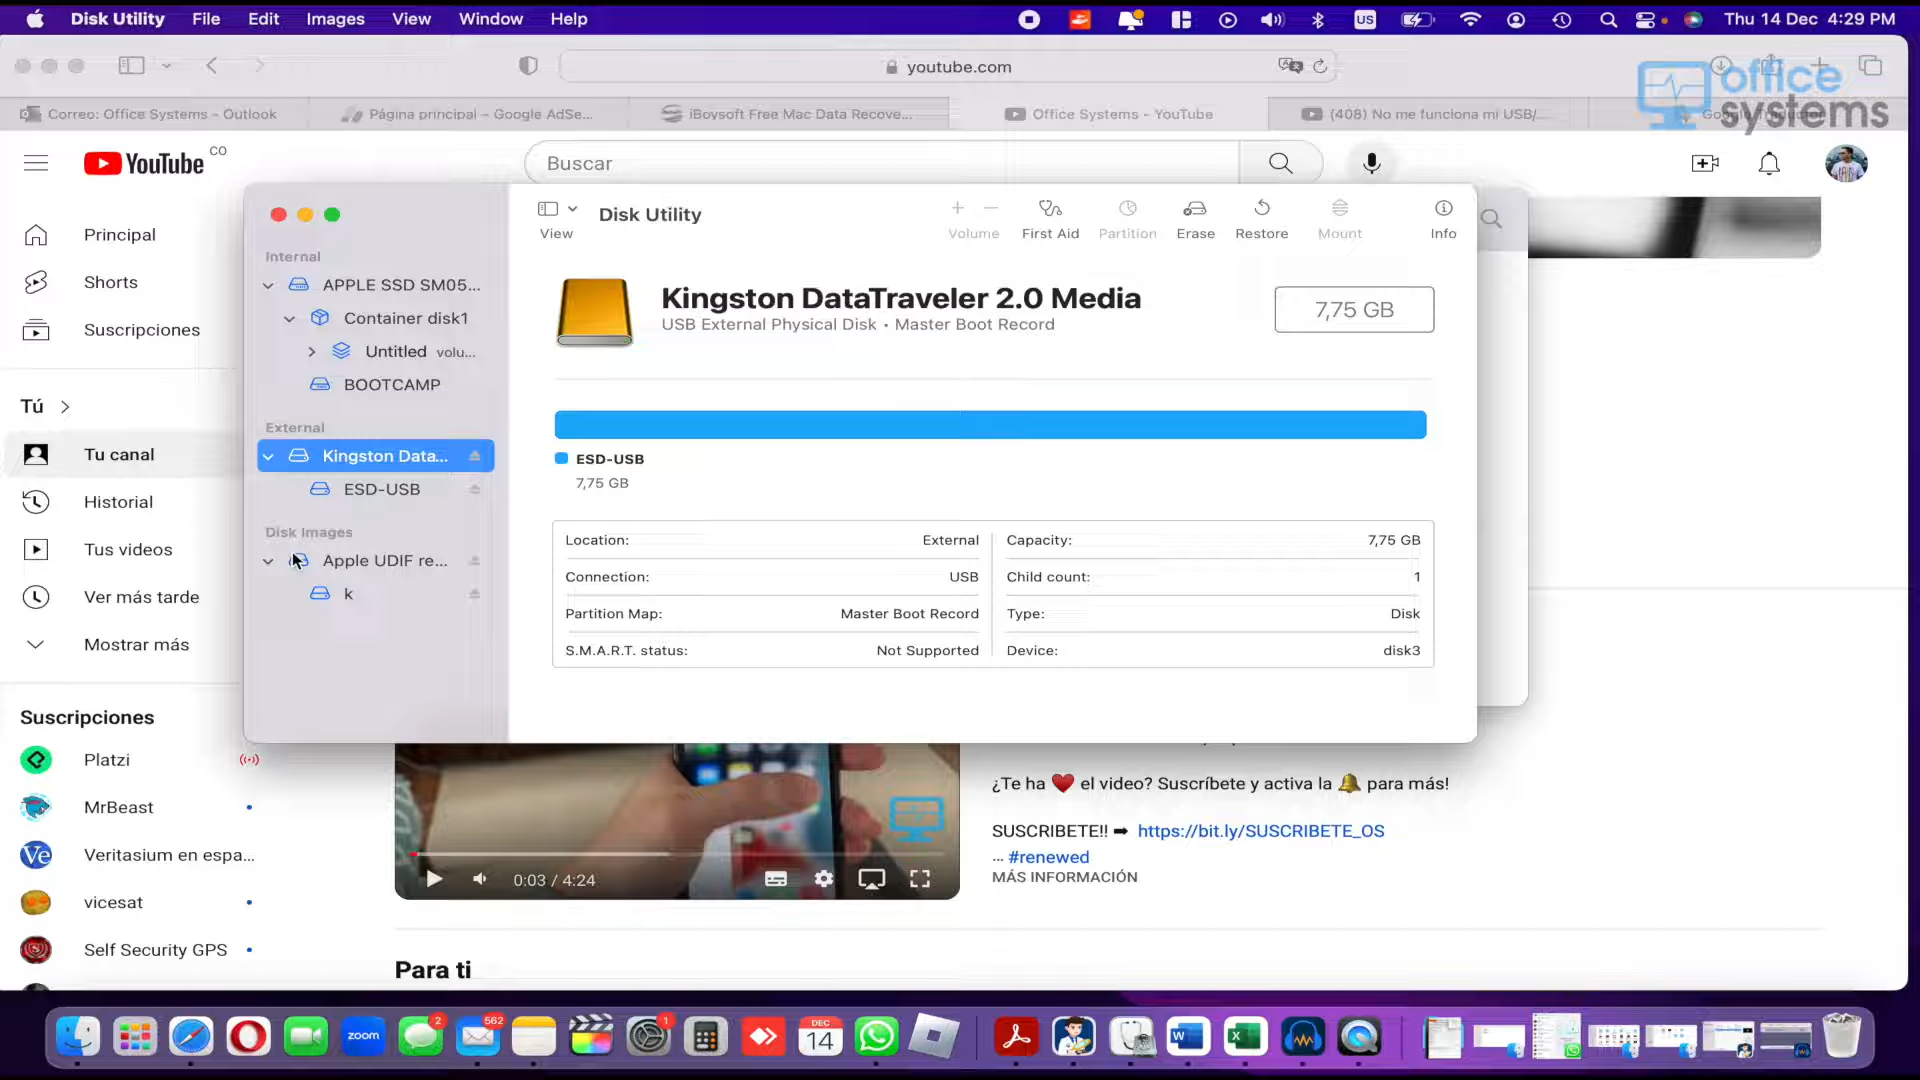 Disk Utility File Edit Images View Window Help
US Thu 14 Dec 4:29 PM
youtube.com
office
systems
Correo: Office Systems – Outlook
Página principal – Google AdSe...
iBoysoft Free Mac Data Recove...
Office Systems - YouTube
(408) No me funciona mi USB/...
YouTube CO
Buscar
Principal
Shorts
Suscripciones
Tú
Tu canal
Historial
Tus videos
Ver más tarde
Mostrar más
Suscripciones
Platzi
MrBeast
Veritasium en espa...
vicesat
Self Security GPS
Internal
APPLE SSD SM05...
Container disk1
Untitled volu...
BOOTCAMP
External
Kingston Data...
ESD-USB
Disk Images
Apple UDIF re...
k
View
Disk Utility
Volume
First Aid
Partition
Erase
Restore
Mount
Info
Kingston DataTraveler 2.0 Media
USB External Physical Disk • Master Boot Record
7,75 GB
ESD-USB
7,75 GB
Location: External
Connection: USB
Partition Map: Master Boot Record
S.M.A.R.T. status: Not Supported
Capacity: 7,75 GB
Child count: 1
Type: Disk
Device: disk3
0:03 / 4:24
¿Te ha ❤️ el video? Suscríbete y activa la 🔔 para más!
SUSCRIBETE!! ➡ https://bit.ly/SUSCRIBETE_OS
... #renewed
MÁS INFORMACIÓN
Para ti
zoom
2
562
1
DEC
14